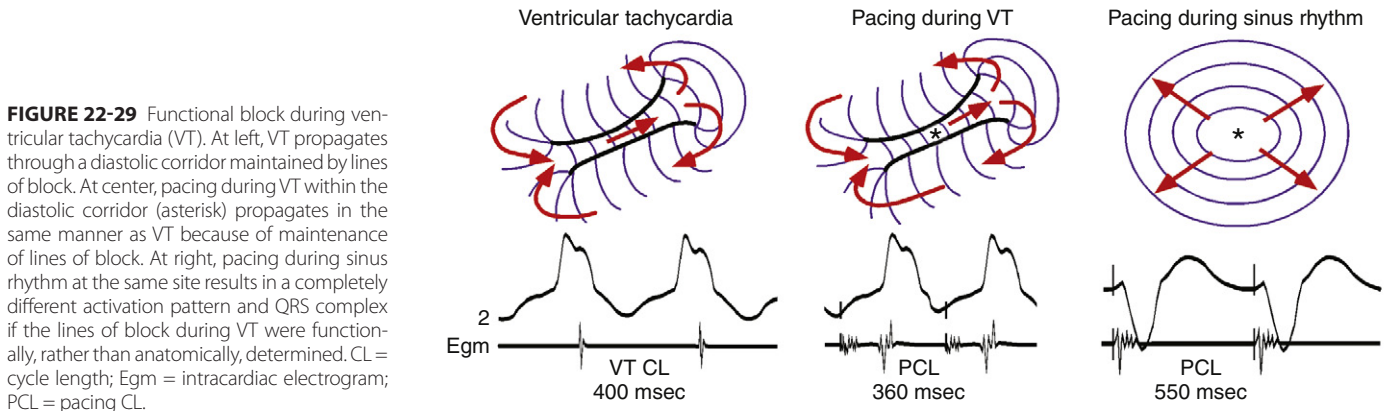 FIGURE 22-29 Functional block during ven-
tricular tachycardia (VT). At left, VT propagates
through a diastolic corridor maintained by lines
of block. At center, pacing during VT within the
diastolic corridor (asterisk) propagates in the
same manner as VT because of maintenance
of lines of block. At right, pacing during sinus
rhythm at the same site results in a completely
different activation pattern and QRS complex
if the lines of block during VT were function-
ally, rather than anatomically, determined. CL =
cycle length; Egm = intracardiac electrogram;
PCL = pacing CL.
Ventricular tachycardia
Pacing during VT
Pacing during sinus rhythm
*
*
2
Egm
VT CL
400 msec
PCL
360 msec
PCL
550 msec